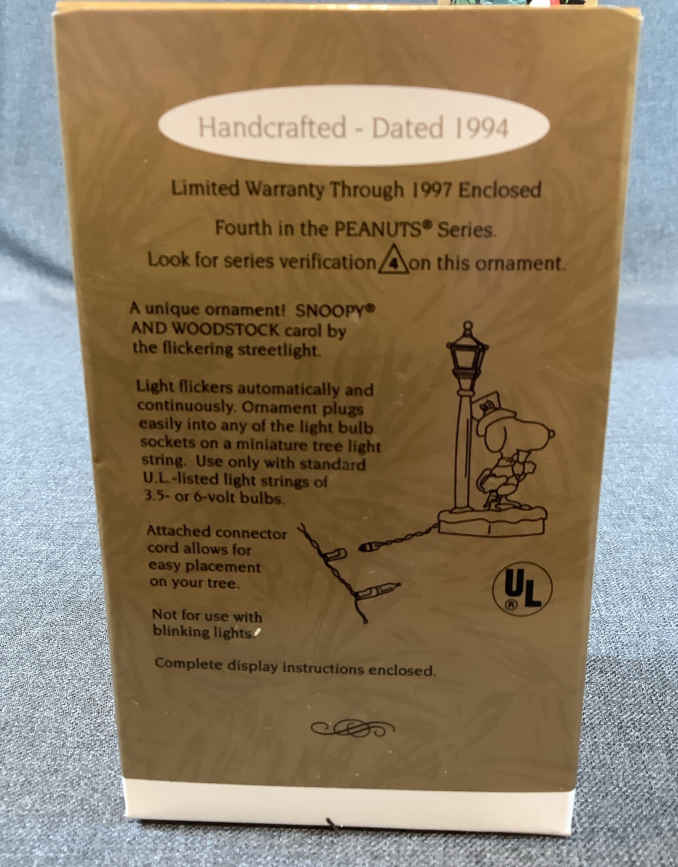 Handcrafted - Dated 1994
Limited Warranty Through 1997 Enclosed
Fourth in the PEANUTS® Series.
Look for series verification 4 on this ornament.
A unique ornament! SNOOPY®
AND WOODSTOCK carol by
the flickering streetlight.
Light flickers automatically and
continuously. Ornament plugs
easily into any of the light bulb
sockets on a miniature tree light
string. Use only with standard
U.L.-listed light strings of
3.5- or 6-volt bulbs.
Attached connector
cord allows for
easy placement
on your tree.
UL
®
Not for use with
blinking lights.
Complete display instructions enclosed.